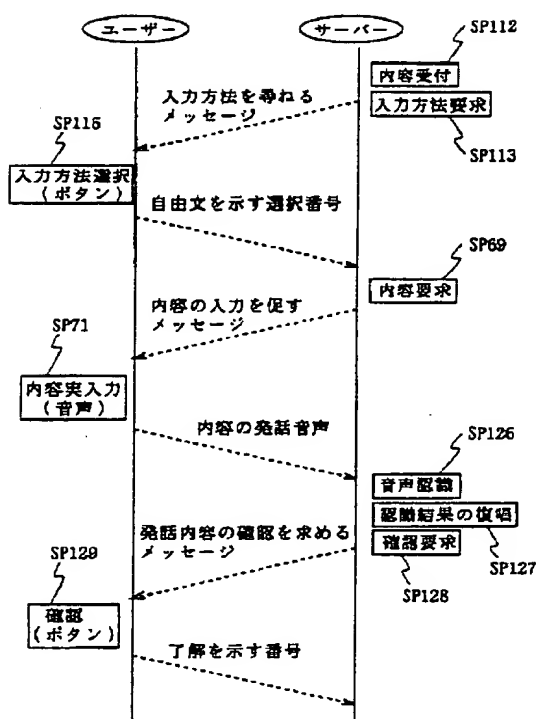 ユーザー
サーバー
SP112
内容受付
入力方法を尋ねる
メッセージ
入力方法要求
SP115
SP113
入力方法選択
(ボタン)
自由文を示す選択番号
SP69
内容要求
内容の入力を促す
メッセージ
SP71
内容実入力
(音声)
内容の発話音声
SP126
音声認識
認識結果の復唱
発話内容の確認を求める
メッセージ
確認要求
SP127
SP129
SP128
確認
(ボタン)
了解を示す番号